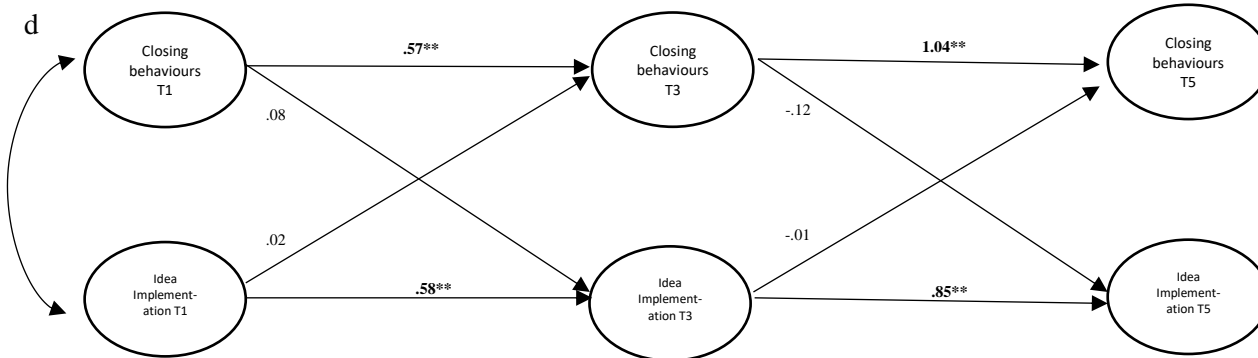 d
Closing
behaviours
T1
.57**
Closing
behaviours
T3
1.04**
Closing
behaviours
T5
.08
-.12
.02
-.01
Idea
Implement-
ation T1
.58**
Idea
Implement-
ation T3
.85**
Idea
Implement-
ation T5